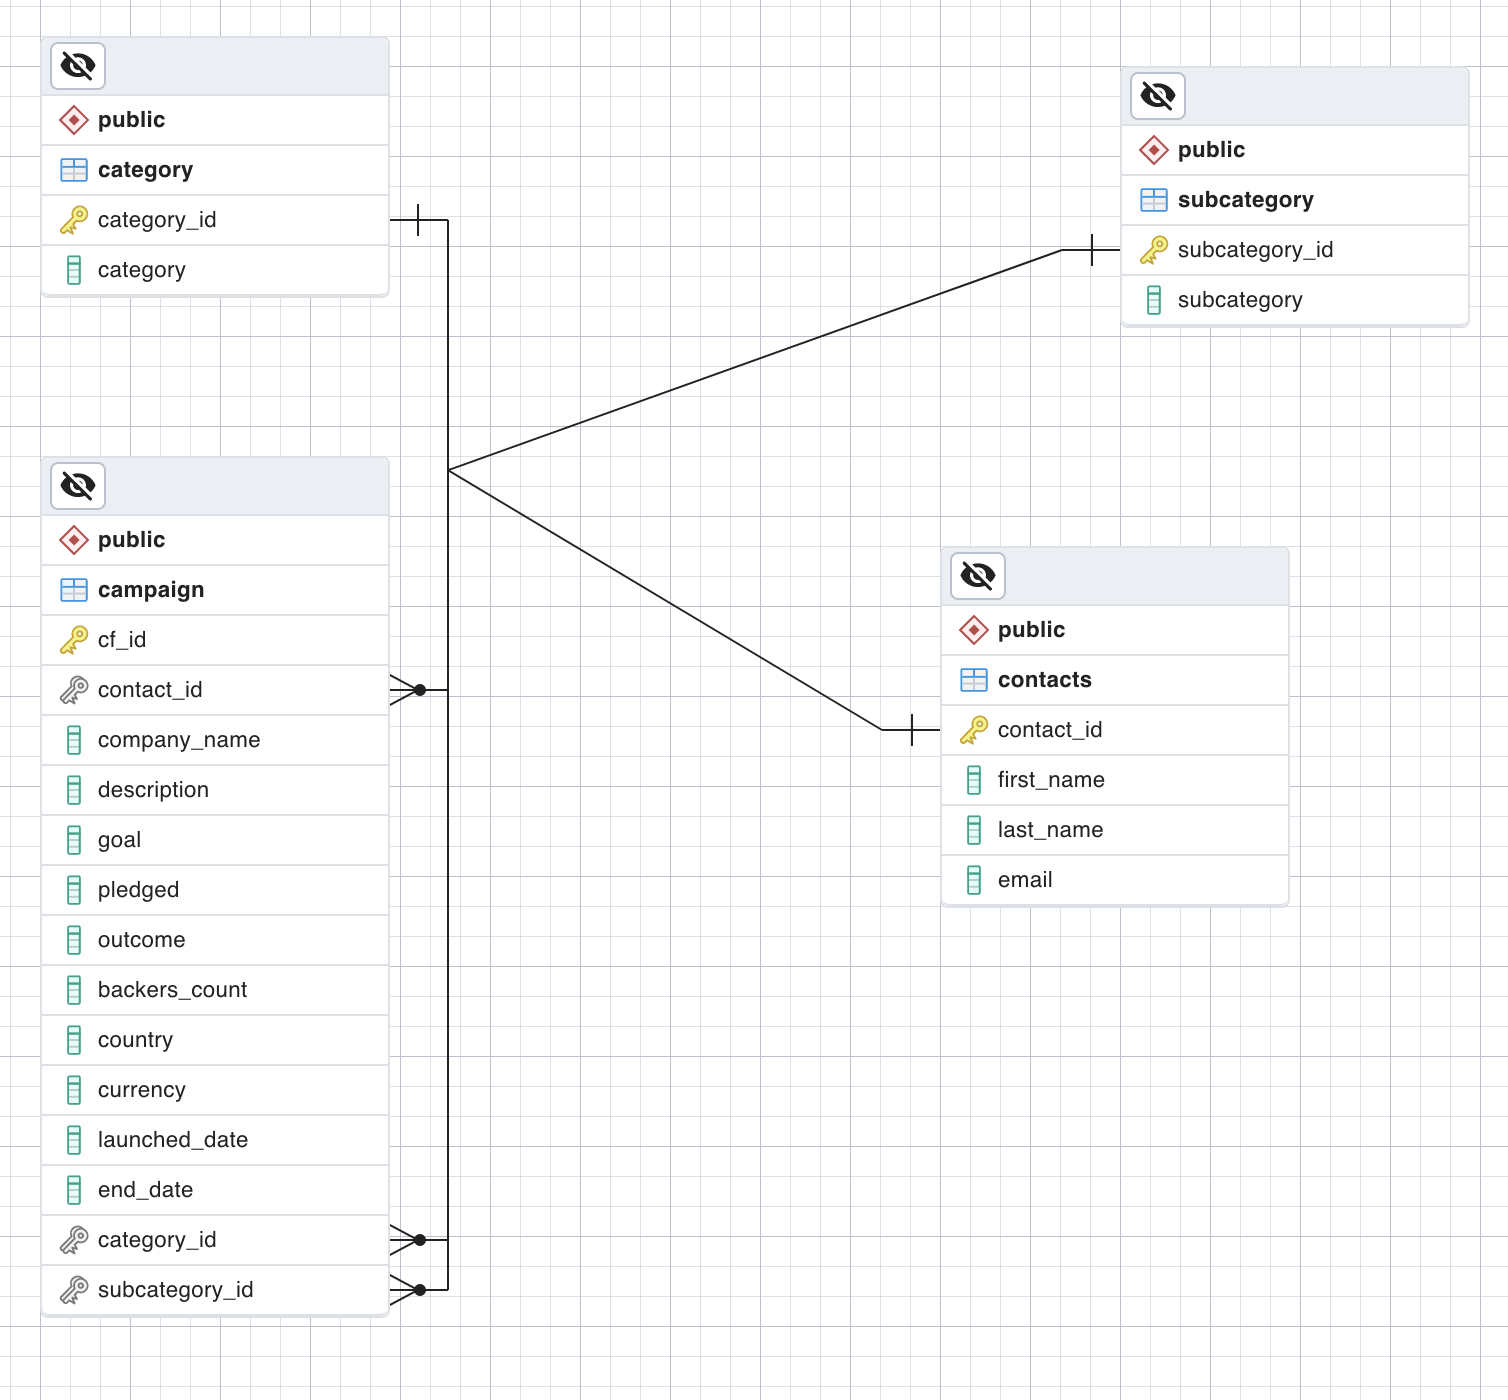 public
category
category_id
category
public
subcategory
subcategory_id
subcategory
public
campaign
cf_id
contact_id
company_name
description
goal
pledged
outcome
backers_count
country
currency
launched_date
end_date
category_id
subcategory_id
public
contacts
contact_id
first_name
last_name
email